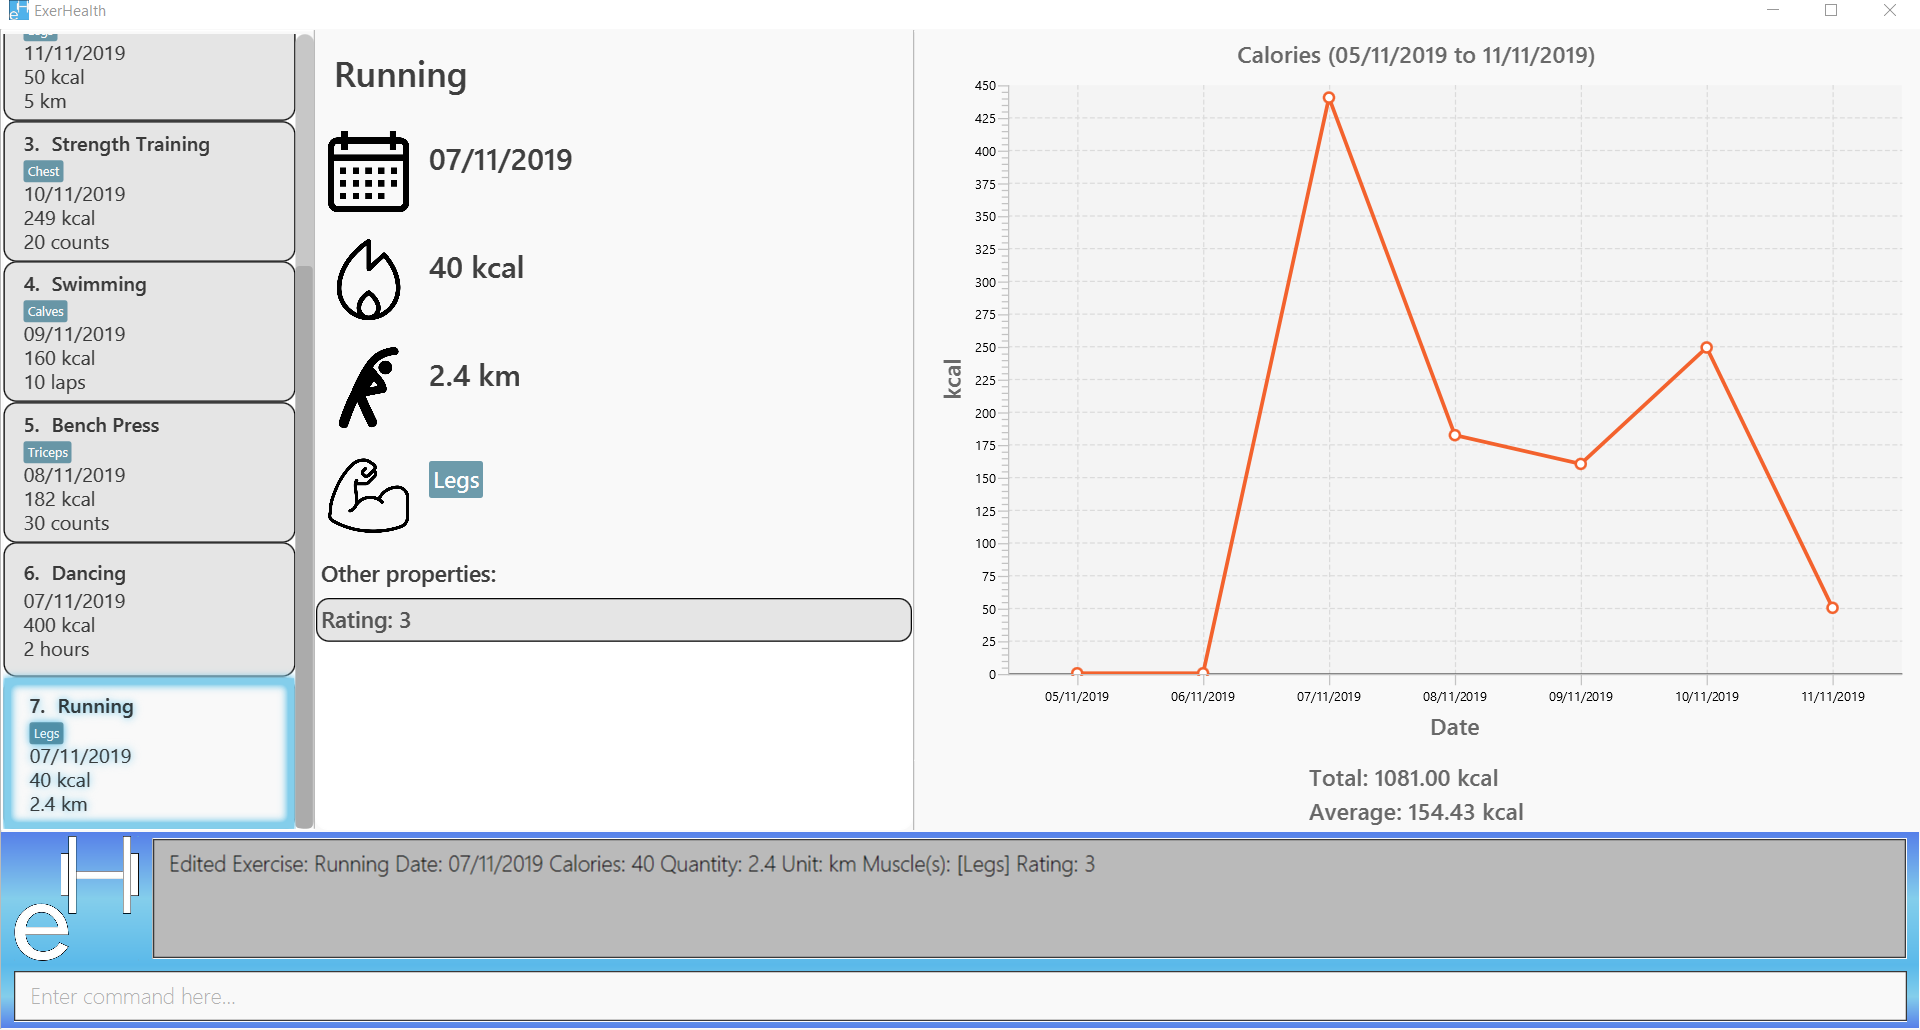 ExerHealth
11/11/2019
50 kcal
5 km
3. Strength Training
Chest
10/11/2019
249 kcal
20 counts
4. Swimming
Calves
09/11/2019
160 kcal
10 laps
5. Bench Press
Triceps
08/11/2019
182 kcal
30 counts
6. Dancing
07/11/2019
400 kcal
2 hours
7. Running
Legs
07/11/2019
40 kcal
2.4 km
Running
07/11/2019
40 kcal
2.4 km
Legs
Other properties:
Rating: 3
Calories (05/11/2019 to 11/11/2019)
450
425
400
375
350
325
300
275
250
225
200
175
150
125
100
75
50
25
0
kcal
05/11/2019 06/11/2019 07/11/2019 08/11/2019 09/11/2019 10/11/2019 11/11/2019
Date
Total: 1081.00 kcal
Average: 154.43 kcal
eH
Edited Exercise: Running Date: 07/11/2019 Calories: 40 Quantity: 2.4 Unit: km Muscle(s): [Legs] Rating: 3
Enter command here...